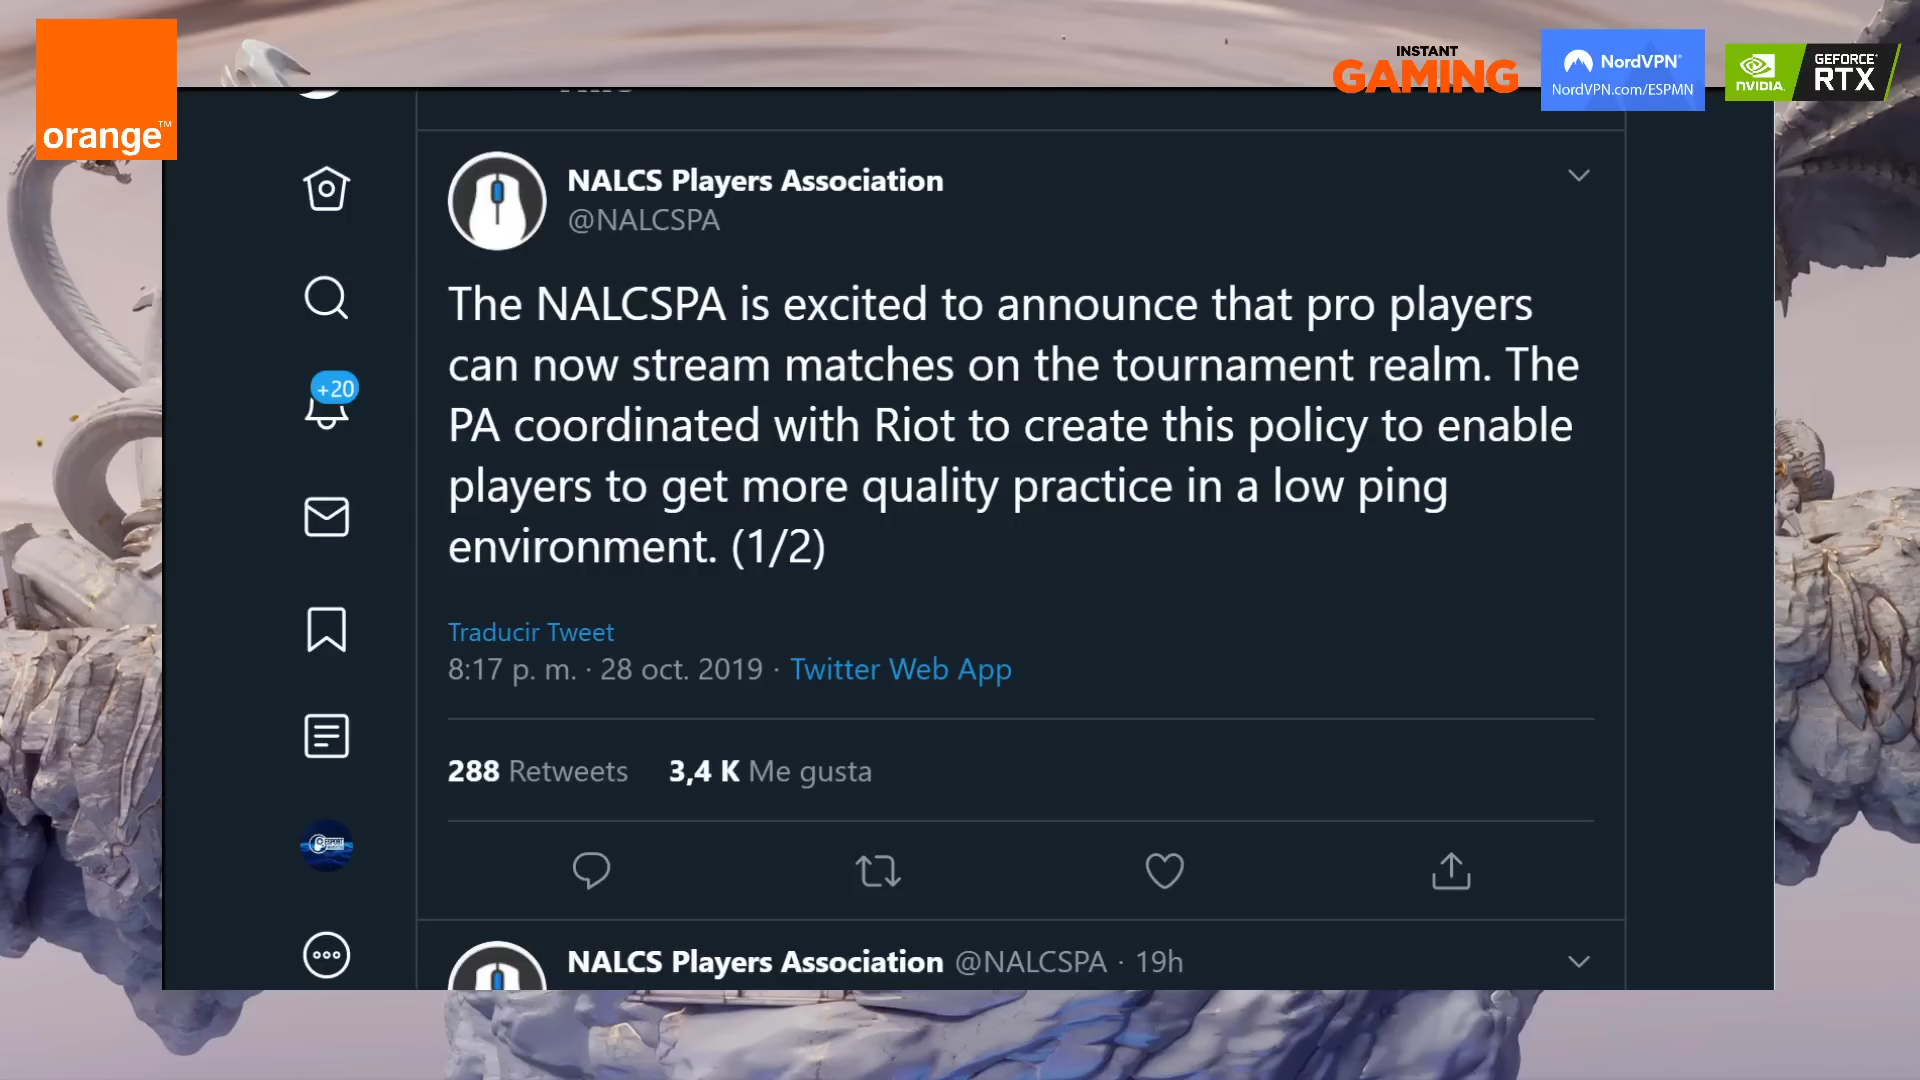 orange™
INSTANT
GAMING
NordVPN®
NordVPN.com/ESPMN
NVIDIA.
GEFORCE®
RTX
NALCS Players Association
@NALCSPA
The NALCSPA is excited to announce that pro players
can now stream matches on the tournament realm. The
PA coordinated with Riot to create this policy to enable
players to get more quality practice in a low ping
environment. (1/2)
Traducir Tweet
8:17 p. m. · 28 oct. 2019 · Twitter Web App
288 Retweets 3,4 K Me gusta
+20
NALCS Players Association @NALCSPA · 19h